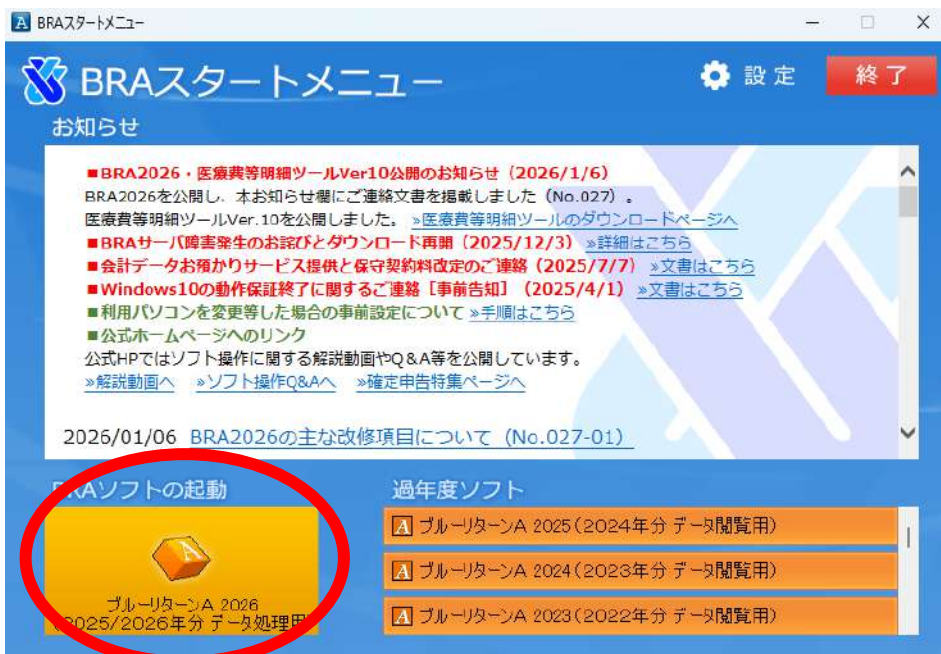 BRAスタートメニュー
BRAスタートメニュー
設定
終了
お知らせ
■BRA2026・医療費等明細ツールVer10公開のお知らせ（2026/1/6）
BRA2026を公開し、本お知らせ欄にご連絡文書を掲載しました（No.027）。
医療費等明細ツールVer.10を公開しました。 »医療費等明細ツールのダウンロードページへ
■BRAサーバ障害発生のお詫びとダウンロード再開（2025/12/3） »詳細はこちら
■会計データお預かりサービス提供と保守契約料改定のご連絡（2025/7/7） »文書はこちら
■Windows10の動作保証終了に関するご連絡［事前告知］（2025/4/1） »文書はこちら
■利用パソコンを変更等した場合の事前設定について »手順はこちら
■公式ホームページへのリンク
公式HPではソフト操作に関する解説動画やQ＆A等を公開しています。
»解説動画へ »ソフト操作Q&Aへ »確定申告特集ページへ
2026/01/06 BRA2026の主な改修項目について（No.027-01）
BRAソフトの起動
過年度ソフト
A ブルーリターンA 2025（2024年分 データ閲覧用）
A ブルーリターンA 2024（2023年分 データ閲覧用）
A ブルーリターンA 2023（2022年分 データ閲覧用）
ブルーリターンA 2026
(2025/2026年分 データ処理用